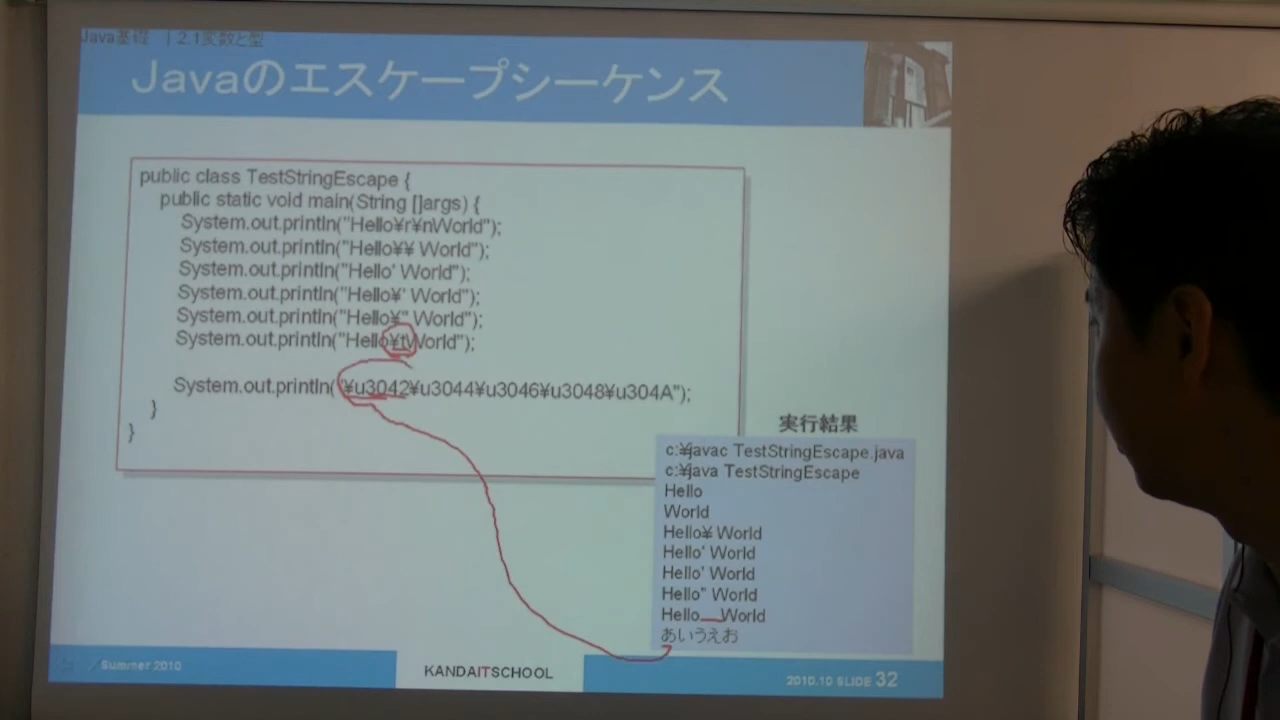 Java基礎 | 2.1変数と型
Javaのエスケープシーケンス
public class TestStringEscape {
public static void main(String []args) {
System.out.println("Hello¥r¥nWorld");
System.out.println("Hello¥¥ World");
System.out.println("Hello' World");
System.out.println("Hello¥' World");
System.out.println("Hello¥" World");
System.out.println("Hello¥tWorld");
System.out.println("¥u3042¥u3044¥u3046¥u3048¥u304A");
}
}
実行結果
c:¥javac TestStringEscape.java
c:¥java TestStringEscape
Hello
World
Hello¥ World
Hello' World
Hello' World
Hello" World
Hello World
あいうえお
Summer 2010
KANDAITSCHOOL
2010.10 SLIDE 32